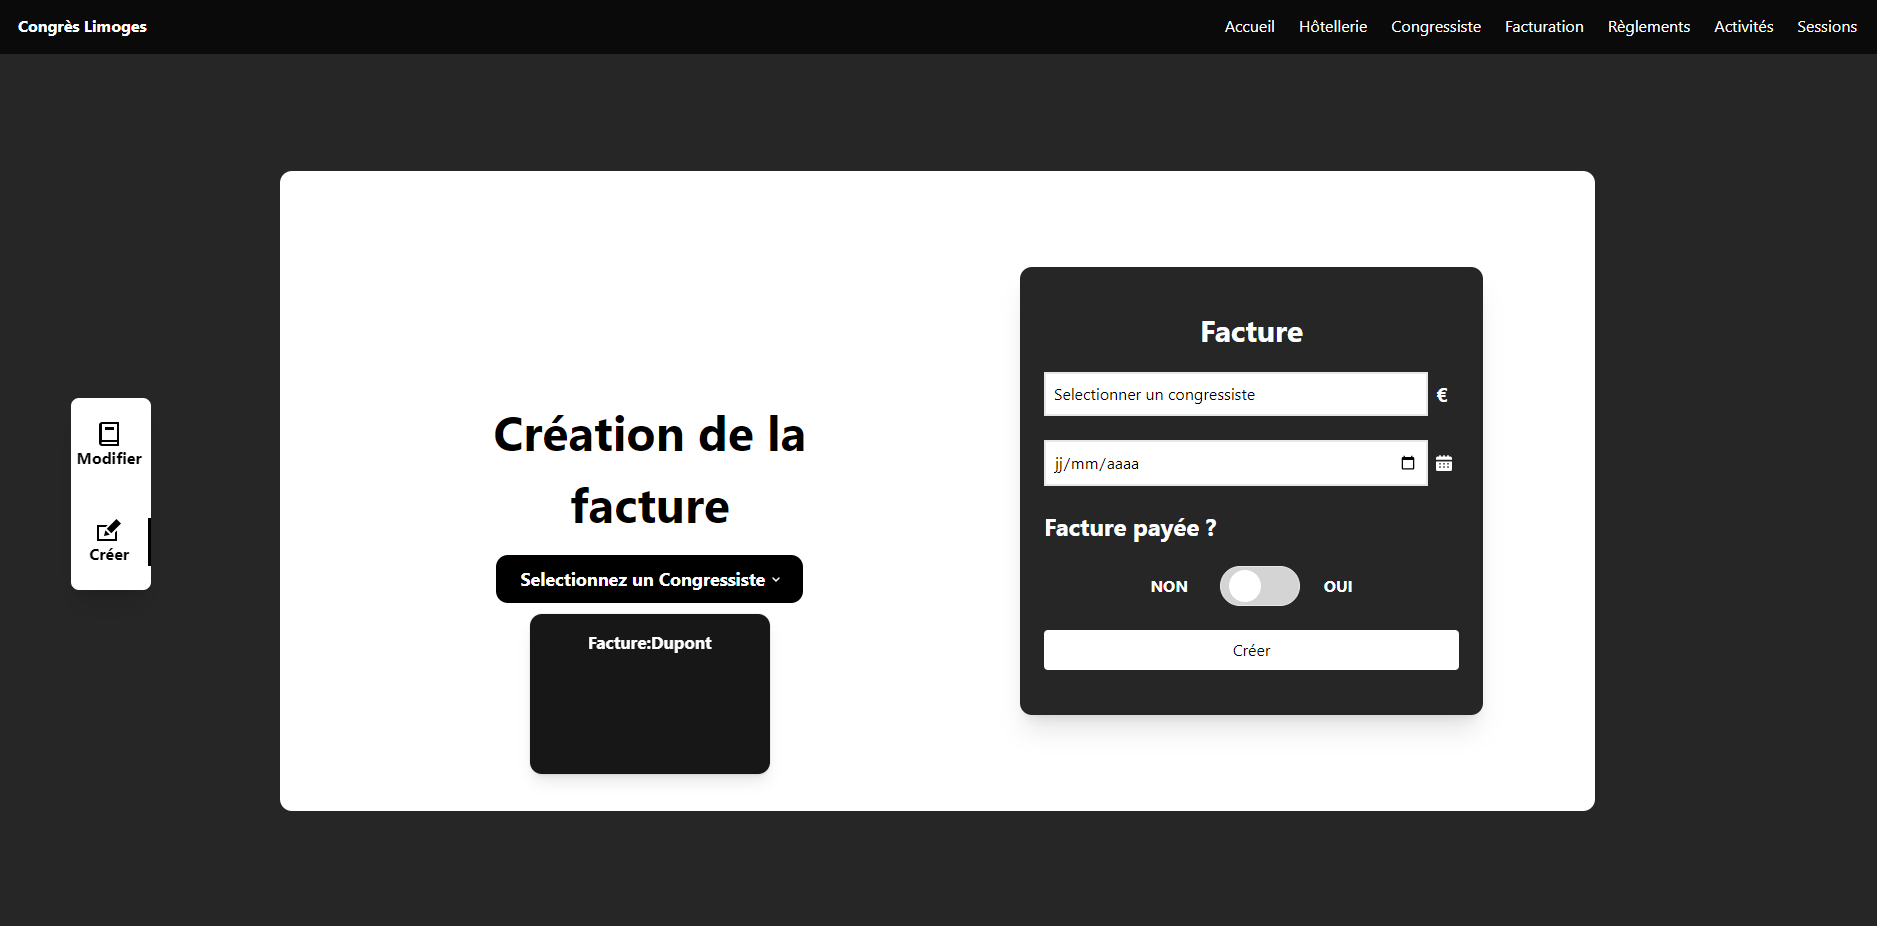 Congrès Limoges
Accueil Hôtellerie Congressiste Facturation Règlements Activités Sessions
Modifier
Créer
Création de la
facture
Selectionnez un Congressiste
Facture:Dupont
Facture
Selectionner un congressiste €
jj/mm/aaaa
Facture payée ?
NON OUI
Créer